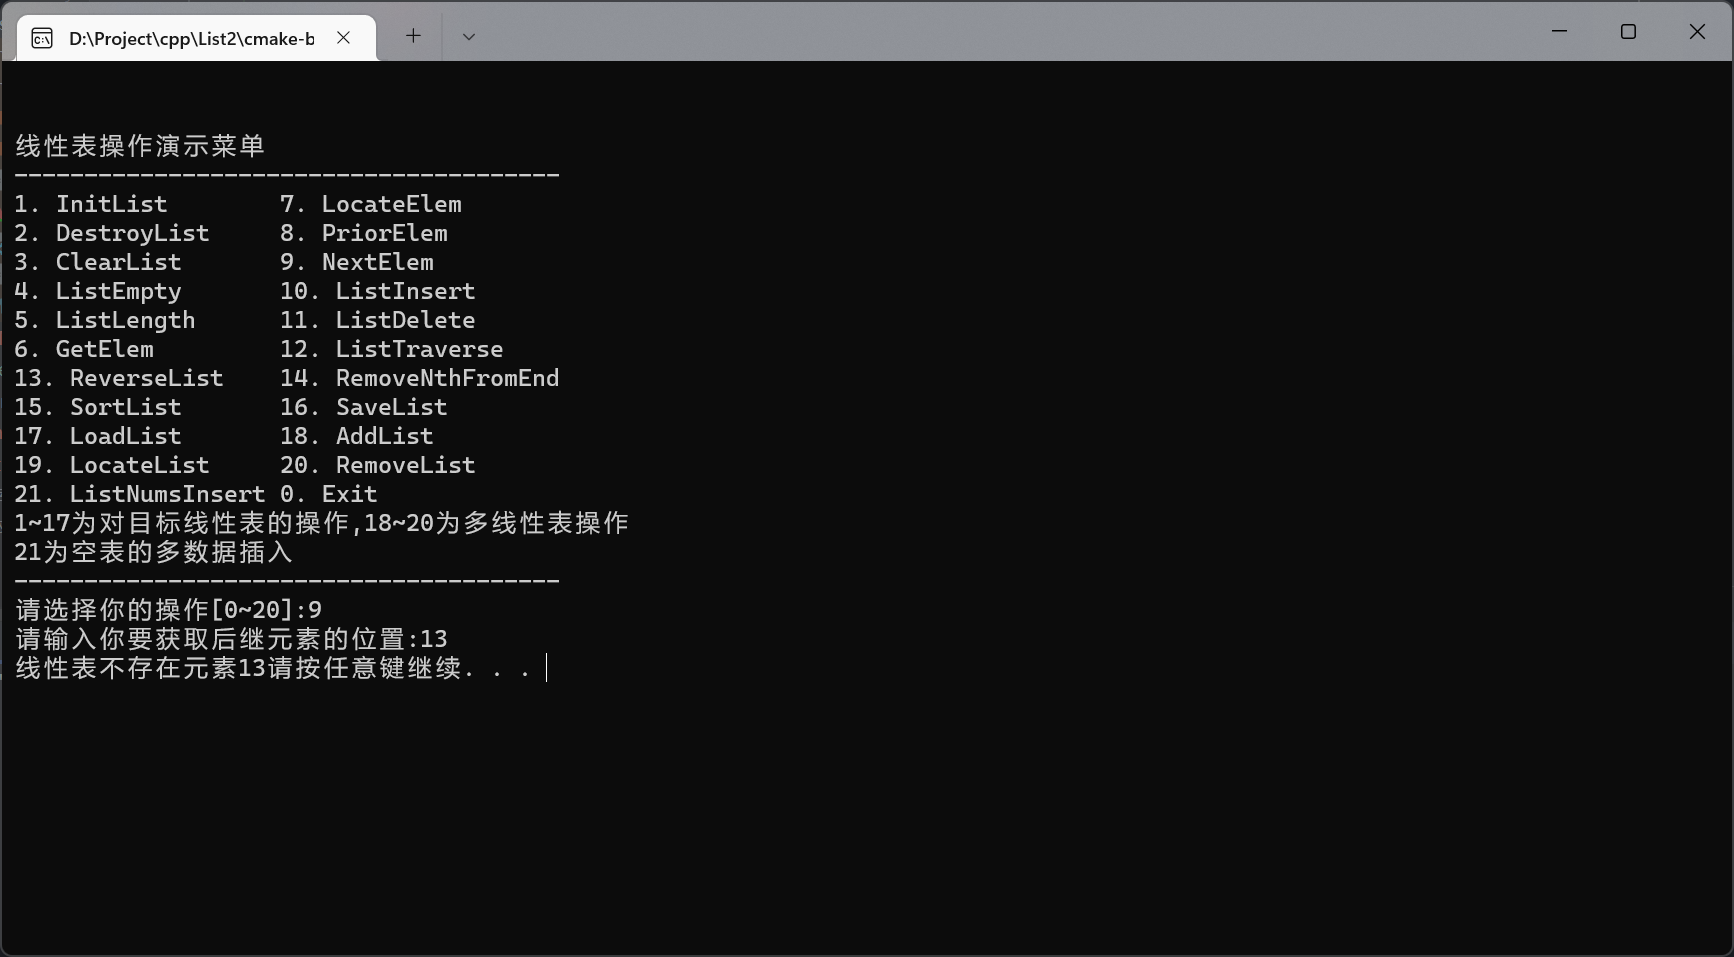 D:\Project\cpp\List2\cmake-b
线性表操作演示菜单
---------------------------------------
1. InitList        7. LocateElem
2. DestroyList     8. PriorElem
3. ClearList       9. NextElem
4. ListEmpty       10. ListInsert
5. ListLength      11. ListDelete
6. GetElem         12. ListTraverse
13. ReverseList    14. RemoveNthFromEnd
15. SortList       16. SaveList
17. LoadList       18. AddList
19. LocateList     20. RemoveList
21. ListNumsInsert 0. Exit
1~17为对目标线性表的操作,18~20为多线性表操作
21为空表的多数据插入
---------------------------------------
请选择你的操作[0~20]:9
请输入你要获取后继元素的位置:13
线性表不存在元素13请按任意键继续. . .